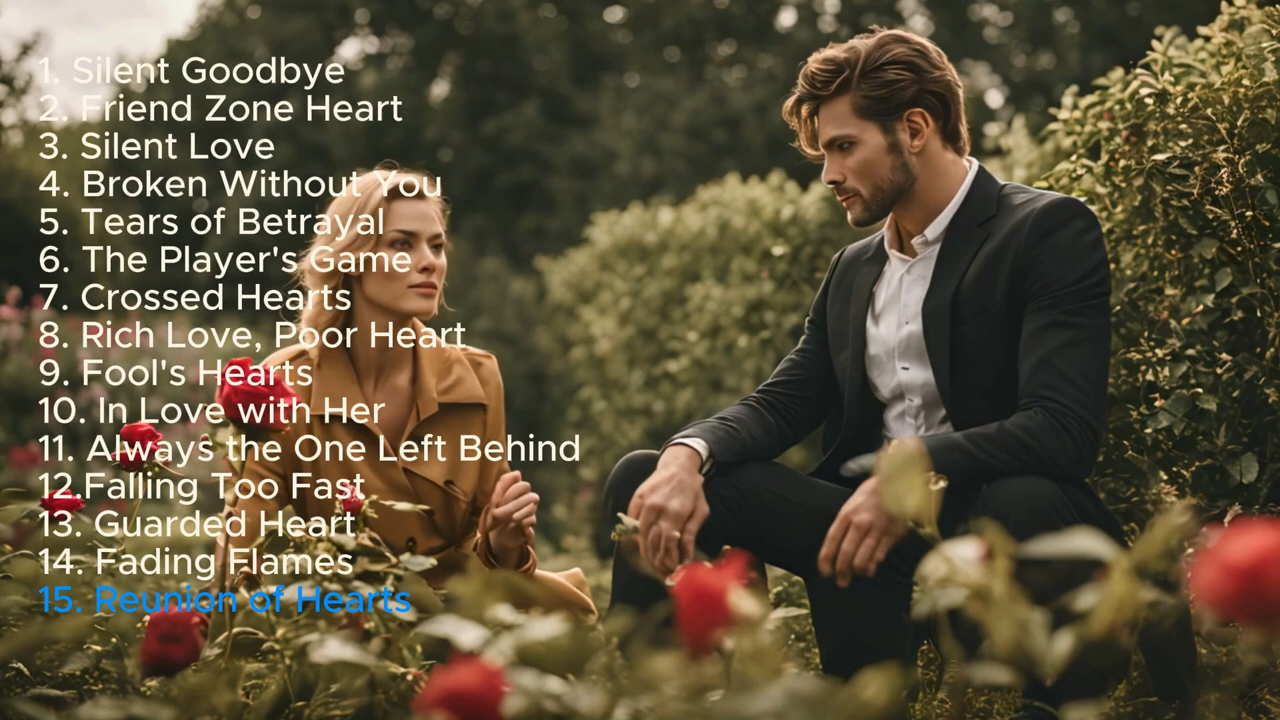 1. Silent Goodbye
2. Friend Zone Heart
3. Silent Love
4. Broken Without You
5. Tears of Betrayal
6. The Player's Game
7. Crossed Hearts
8. Rich Love, Poor Heart
9. Fool's Hearts
10. In Love with Her
11. Always the One Left Behind
12.Falling Too Fast
13. Guarded Heart
14. Fading Flames
15. Reunion of Hearts